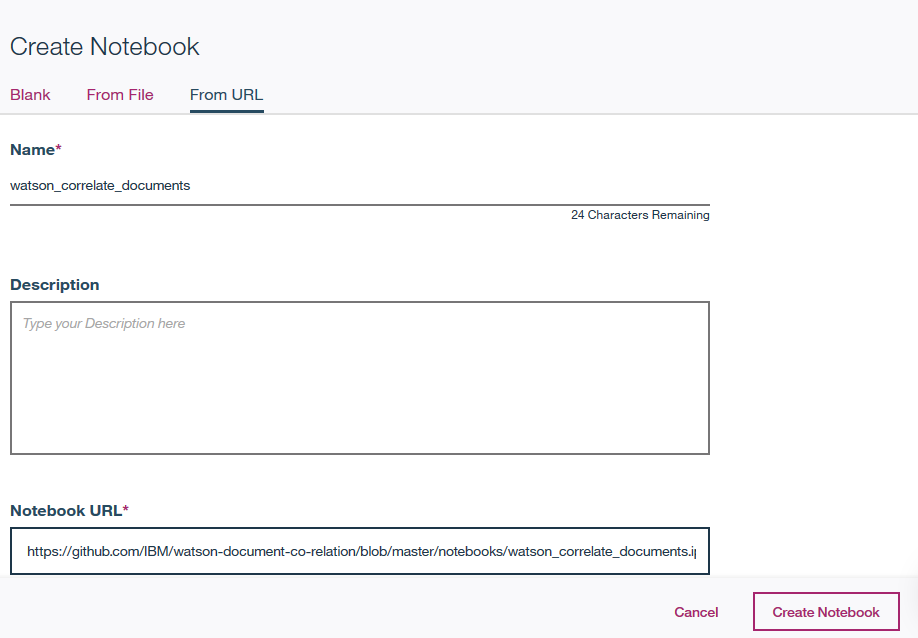 Create Notebook
Blank From File From URL
Name*
watson_correlate_documents
24 Characters Remaining
Description
Type your Description here
Notebook URL*
https://github.com/IBM/watson-document-co-relation/blob/master/notebooks/watson_correlate_documents.ip
Cancel Create Notebook